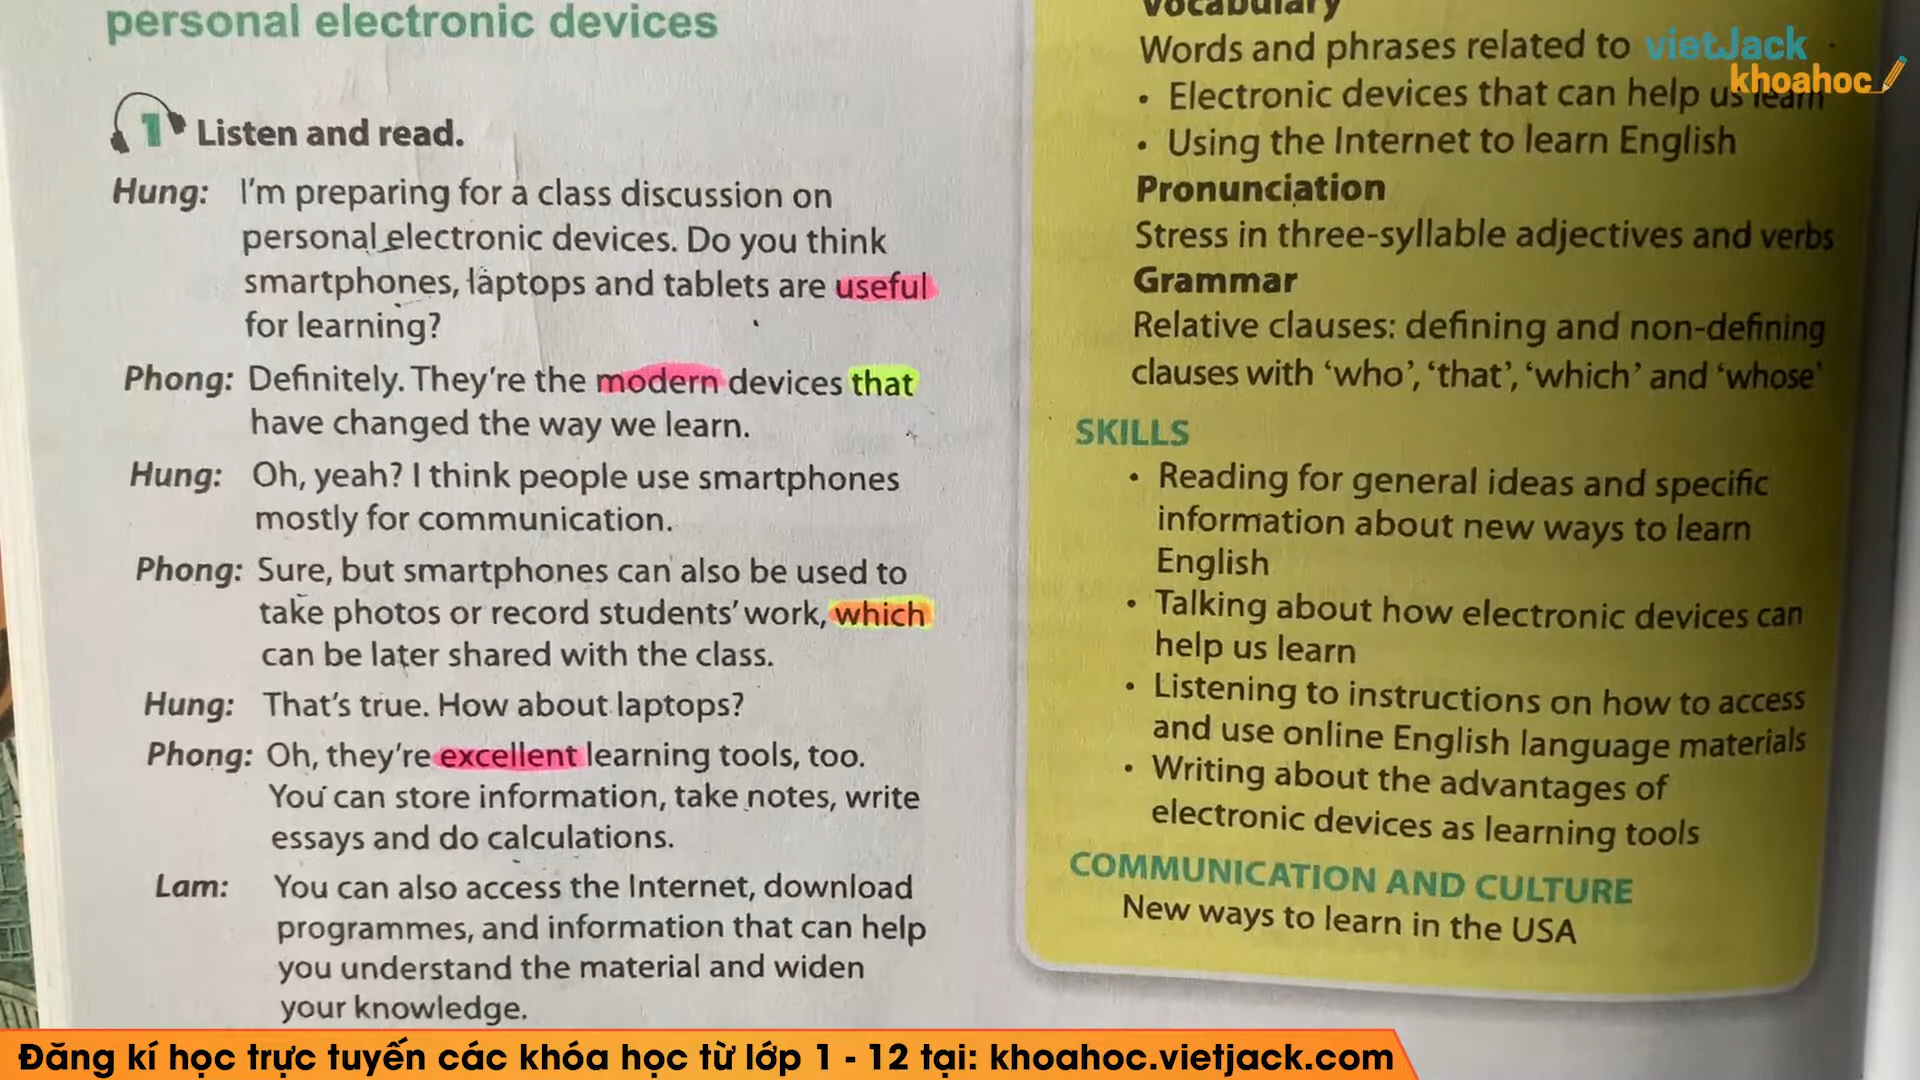 personal electronic devices
1 Listen and read.
Hung: I'm preparing for a class discussion on
personal electronic devices. Do you think
smartphones, laptops and tablets are useful
for learning?
Phong: Definitely. They're the modern devices that
have changed the way we learn.
Hung: Oh, yeah? I think people use smartphones
mostly for communication.
Phong: Sure, but smartphones can also be used to
take photos or record students' work, which
can be later shared with the class.
Hung: That's true. How about laptops?
Phong: Oh, they're excellent learning tools, too.
You can store information, take notes, write
essays and do calculations.
Lam: You can also access the Internet, download
programmes, and information that can help
you understand the material and widen
your knowledge.
Vocabulary
Words and phrases related to
• Electronic devices that can help us learn
• Using the Internet to learn English
Pronunciation
Stress in three-syllable adjectives and verbs
Grammar
Relative clauses: defining and non-defining
clauses with 'who', 'that', 'which' and 'whose'
SKILLS
• Reading for general ideas and specific
information about new ways to learn
English
• Talking about how electronic devices can
help us learn
• Listening to instructions on how to access
and use online English language materials
• Writing about the advantages of
electronic devices as learning tools
COMMUNICATION AND CULTURE
New ways to learn in the USA
vietJack
khoahoc
Đăng kí học trực tuyến các khóa học từ lớp 1 - 12 tại: khoahoc.vietjack.com